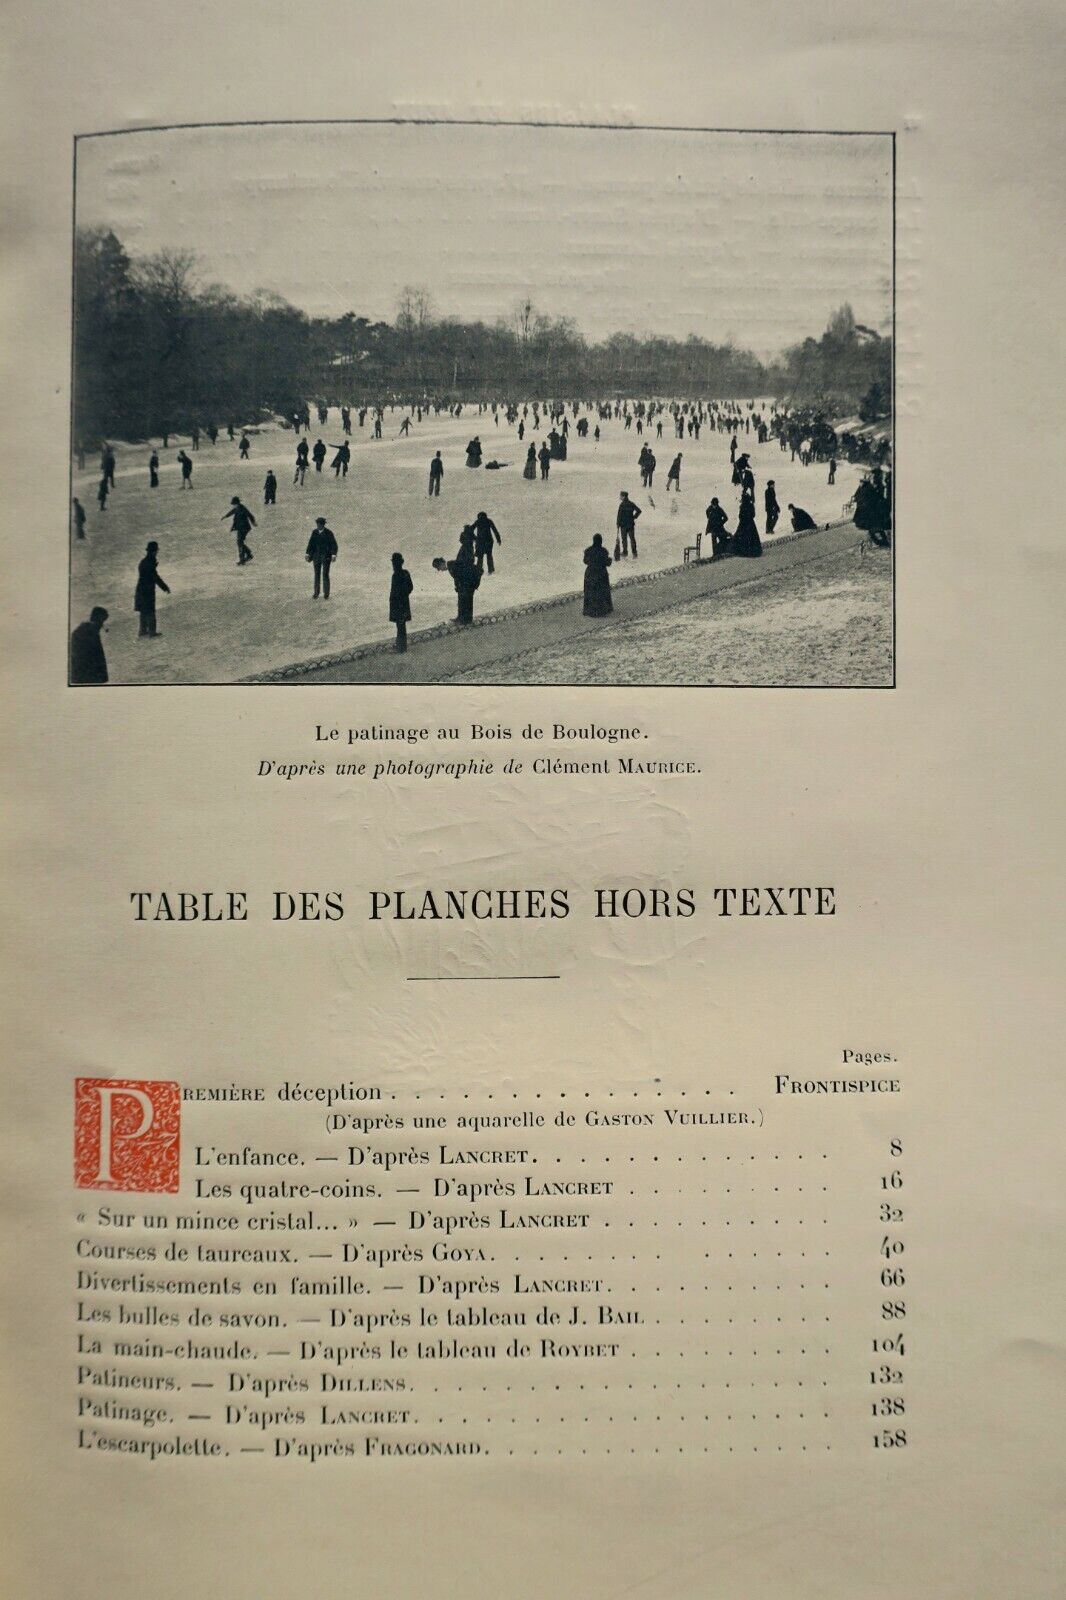 Le patinage au Bois de Boulogne.
D'après une photographie de Clément MAURICE.
TABLE DES PLANCHES HORS TEXTE
Pages.
PREMIÈRE déception . . . . . . . . . . . . . . . FRONTISPICE
(D'après une aquarelle de GASTON VUILLIER.)
L'enfance. — D'après LANCRET. . . . . . . . . . . . . 8
Les quatre-coins. — D'après LANCRET . . . . . . . . . 16
« Sur un mince cristal... » — D'après LANCRET . . . . . . . . . . 32
Courses de taureaux. — D'après GOYA. . . . . . . . . . . . 40
Divertissements en famille. — D'après LANCRET. . . . . . . . . . 66
Les bulles de savon. — D'après le tableau de J. BAIL . . . . . . . . 88
La main-chaude. — D'après le tableau de ROYBET . . . . . . . . . 104
Patineurs. — D'après DILLENS. . . . . . . . . . . . . . . . . 132
Patinage. — D'après LANCRET. . . . . . . . . . . . . . . . . 138
L'escarpolette. — D'après FRAGONARD. . . . . . . . . . . . . . 158